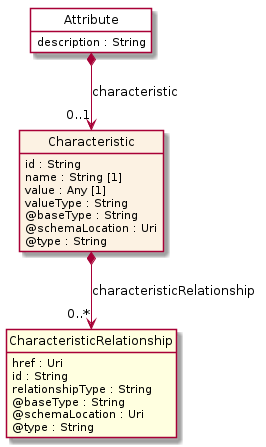 Attribute
description : String
characteristic
0..1
Characteristic
id : String
name : String [1]
value : Any [1]
valueType : String
@baseType : String
@schemaLocation : Uri
@type : String
characteristicRelationship
0..*
CharacteristicRelationship
href : Uri
id : String
relationshipType : String
@baseType : String
@schemaLocation : Uri
@type : String